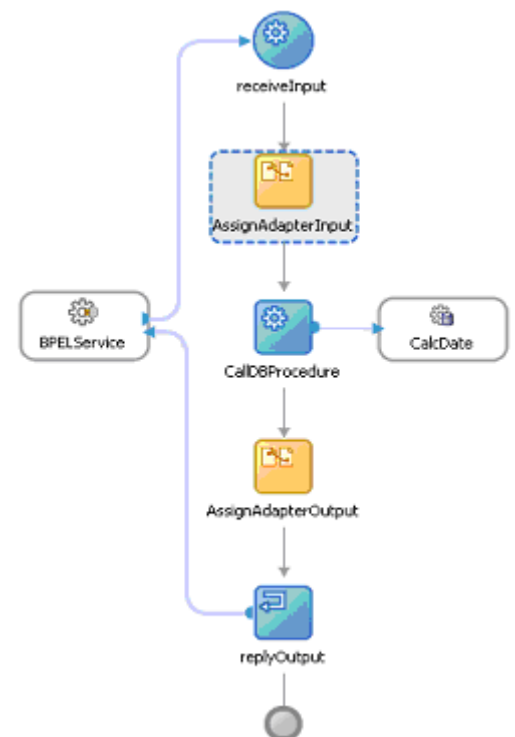 receiveInput
AssignAdapterInput
BPELService
CallDBProcedure
CalcDate
AssignAdapterOutput
replyOutput